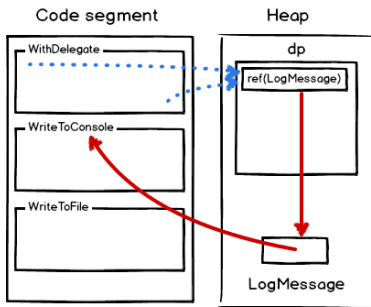 Code segment
Heap
WithDelegate
dp
ref(LogMessage)
WriteToConsole
WriteToFile
LogMessage